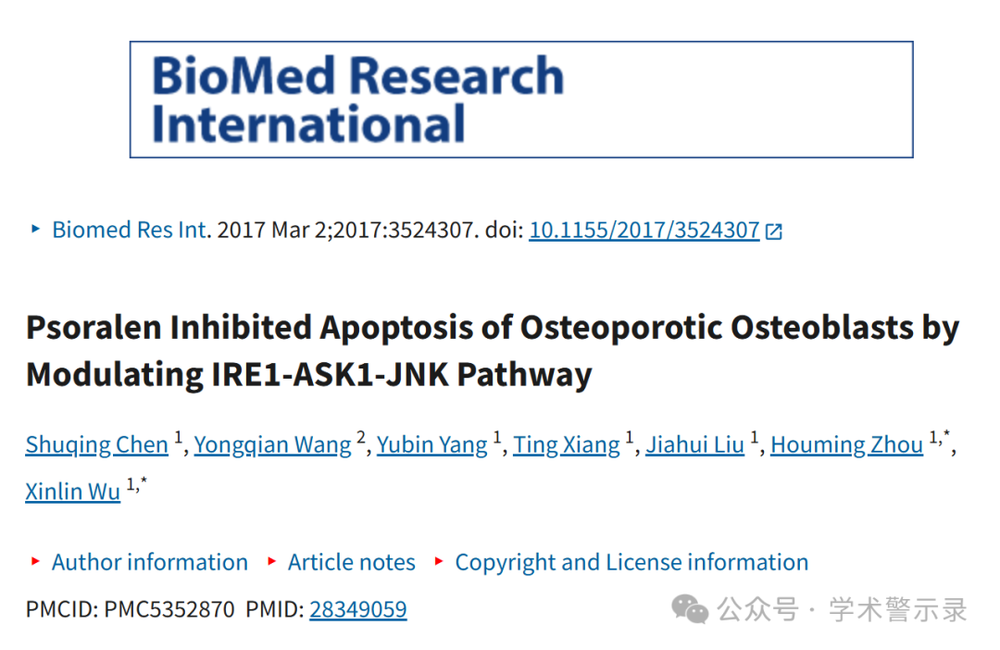 BioMed Research
International
‣ Biomed Res Int. 2017 Mar 2;2017:3524307. doi: 10.1155/2017/3524307
Psoralen Inhibited Apoptosis of Osteoporotic Osteoblasts by
Modulating IRE1-ASK1-JNK Pathway
Shuqing Chen 1, Yongqian Wang 2, Yubin Yang 1, Ting Xiang 1, Jiahui Liu 1, Houming Zhou 1,*,
Xinlin Wu 1,*
‣ Author information ‣ Article notes ‣ Copyright and License information
PMCID: PMC5352870 PMID: 28349059
公众号 · 学术警示录